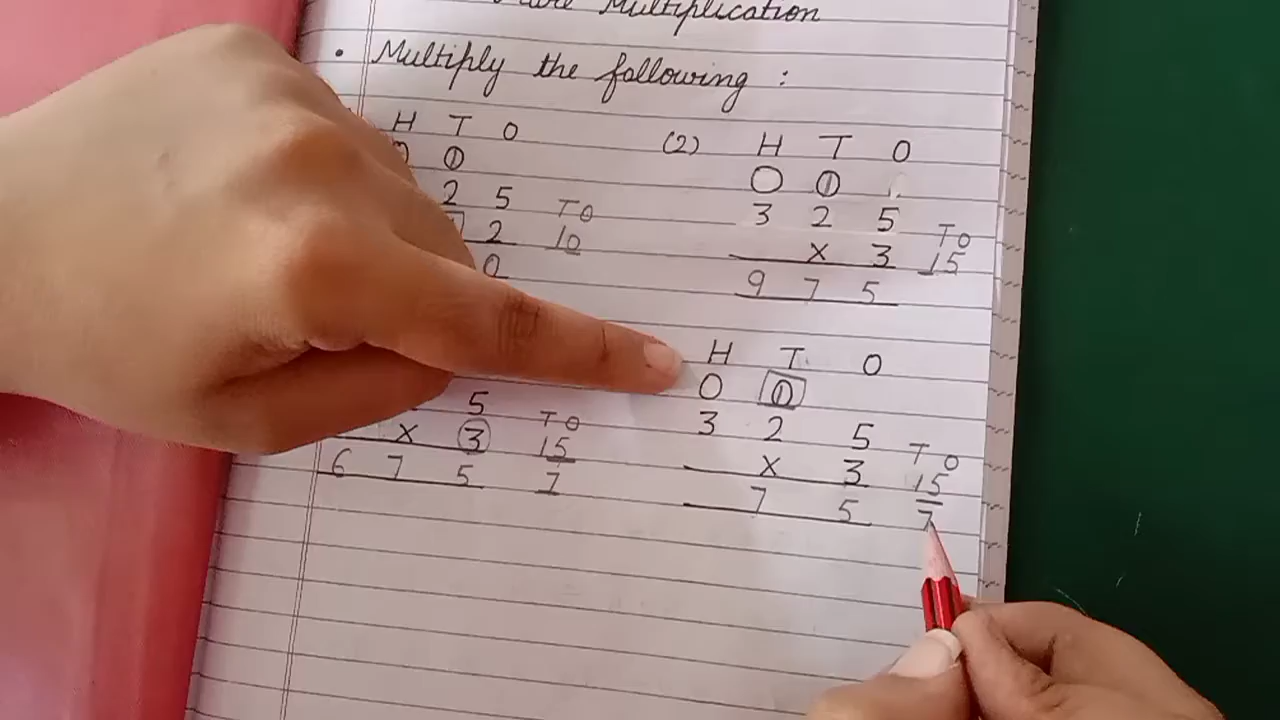 Multiplication
• Multiply the following :
H T O
1
2 5 TO
2 10
0
(2) H T O
0 1
3 2 5 TO
x 3 15
9 7 5
5 TO
x 3 15
6 7 5 7
H T O
0 1
3 2 5 TO
x 3 15
7 5 7